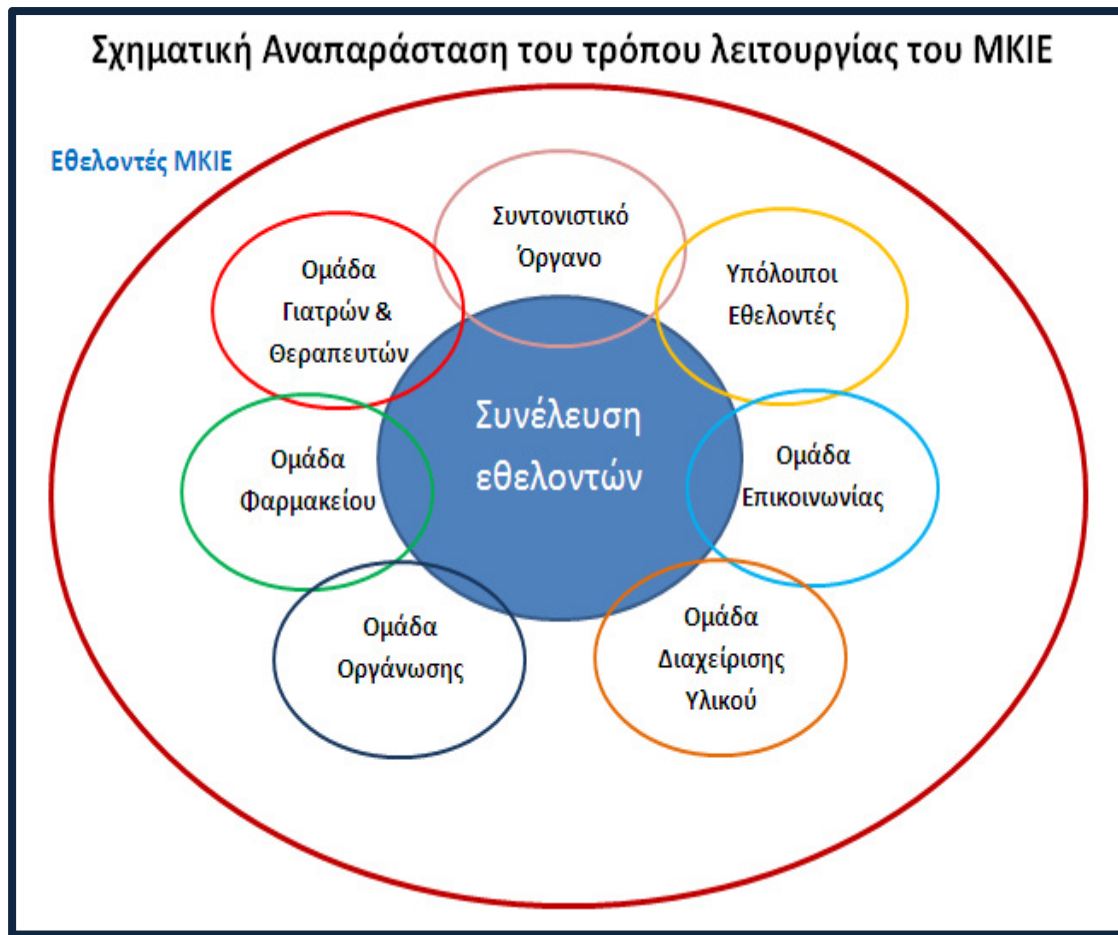 Σχηματική Αναπαράσταση του τρόπου λειτουργίας του ΜΚΙΕ
Εθελοντές ΜΚΙΕ
Συντονιστικό
Όργανο
Ομάδα
Γιατρών &
Θεραπευτών
Υπόλοιποι
Εθελοντές
Συνέλευση
εθελοντών
Ομάδα
Φαρμακείου
Ομάδα
Επικοινωνίας
Ομάδα
Οργάνωσης
Ομάδα
Διαχείρισης
Υλικού